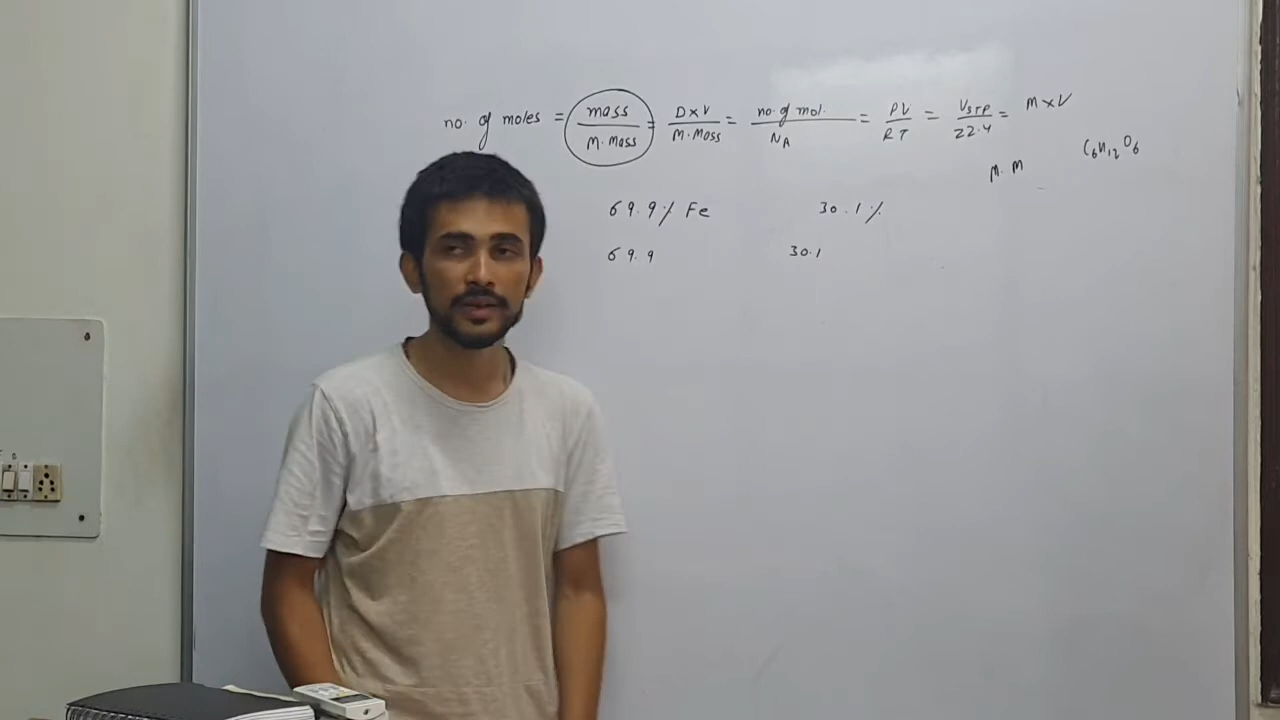 no. of moles = mass / M. Mass = D x V / M. Mass = no. of mol. / NA = PV / RT = VSTP / 22.4 = M x V
M. M C6H12O6
69.9% Fe 30.1%
69.9 30.1